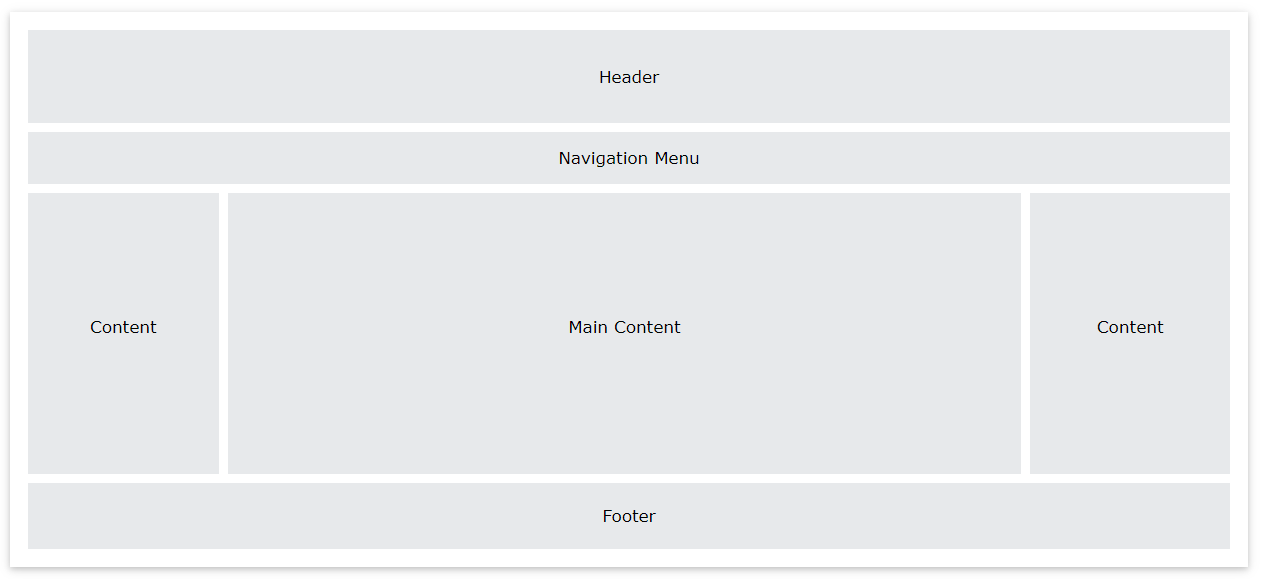 Header
Navigation Menu
Content
Main Content
Content
Footer